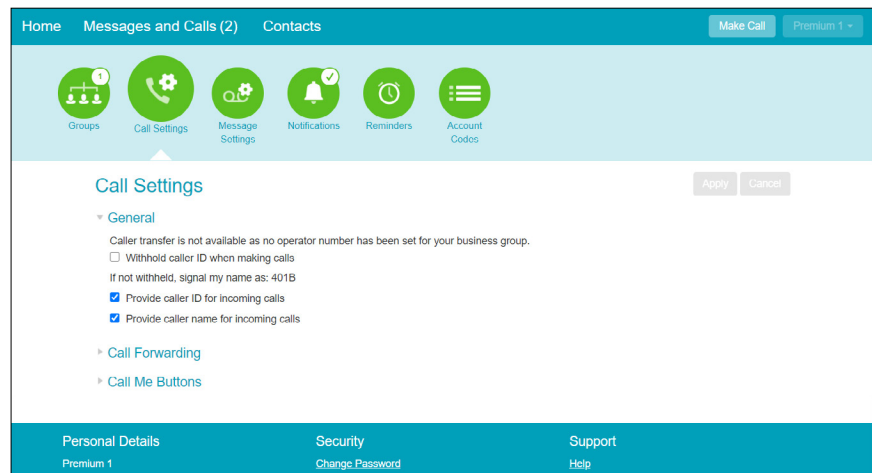 Home Messages and Calls (2) Contacts Make Call Premium 1
1
Groups Call Settings Message Settings Notifications Reminders Account Codes
Call Settings Apply Cancel
General
Caller transfer is not available as no operator number has been set for your business group.
Withhold caller ID when making calls
If not withheld, signal my name as: 401B
Provide caller ID for incoming calls
Provide caller name for incoming calls
Call Forwarding
Call Me Buttons
Personal Details Security Support
Premium 1 Change Password Help